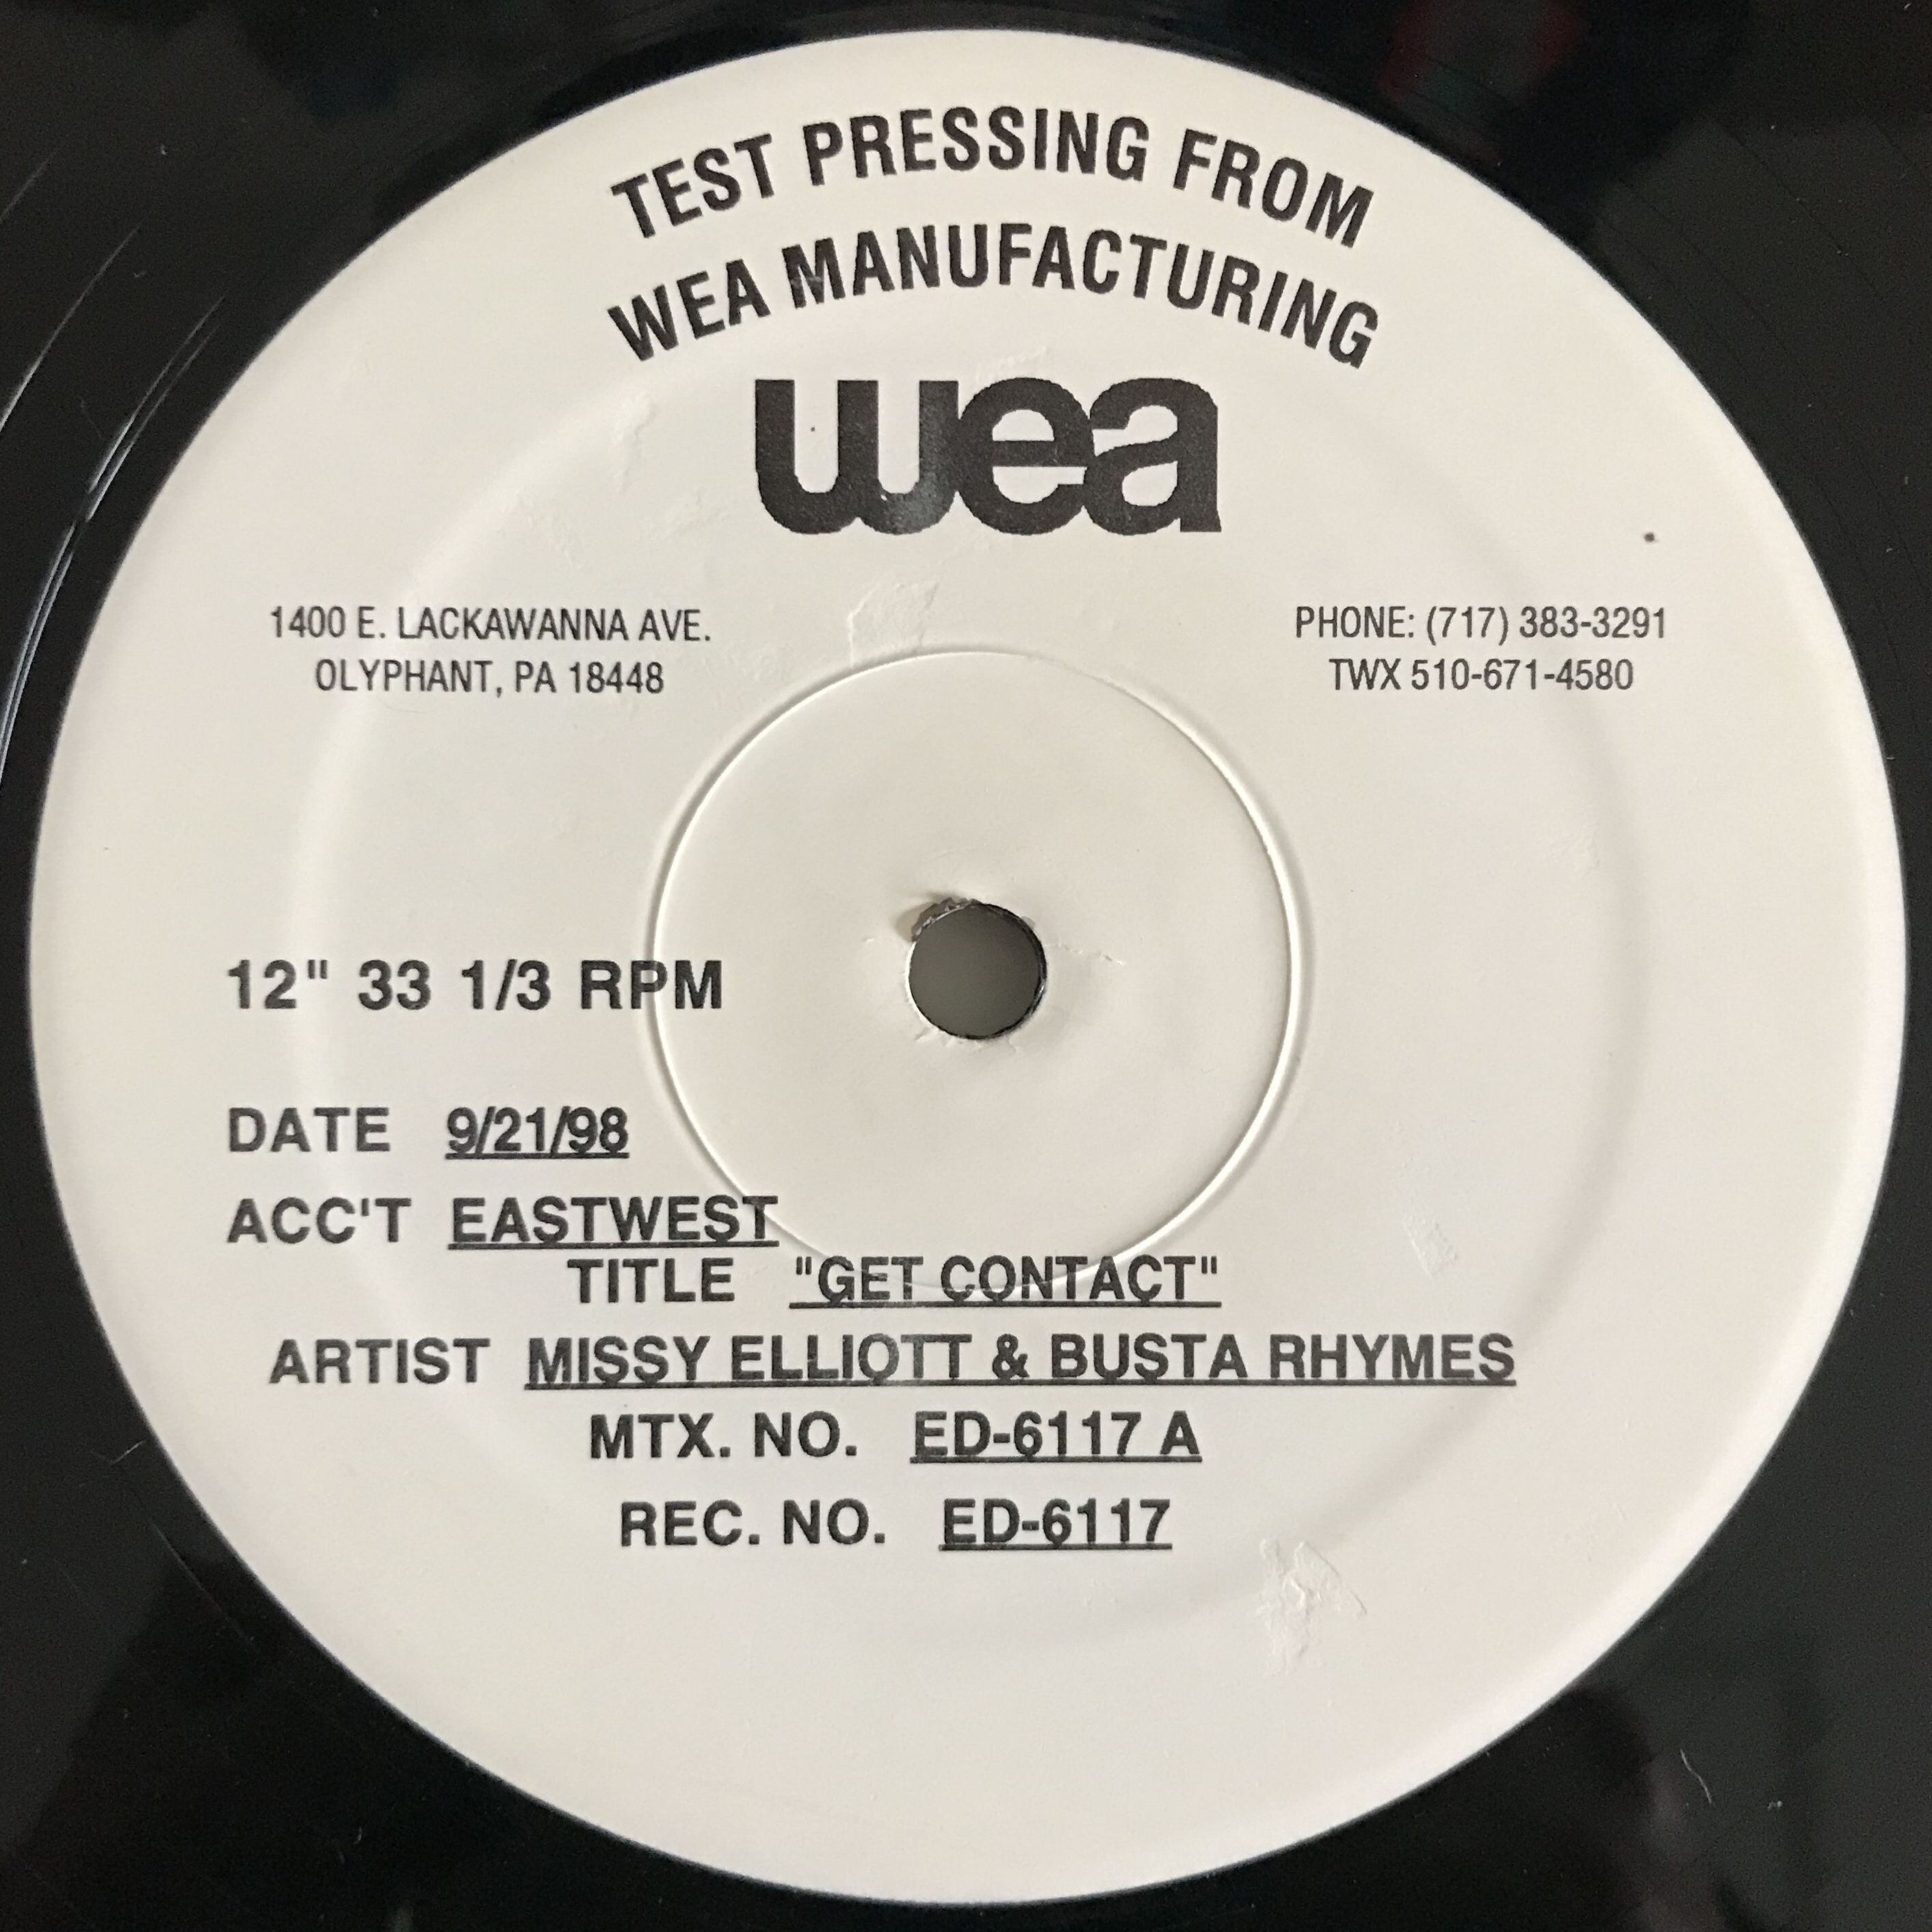 TEST PRESSING FROM
WEA MANUFACTURING
wea
1400 E. LACKAWANNA AVE.
OLYPHANT, PA 18448
PHONE: (717) 383-3291
TWX 510-671-4580
12" 33 1/3 RPM
DATE 9/21/98
ACC'T EASTWEST
TITLE "GET CONTACT"
ARTIST MISSY ELLIOTT & BUSTA RHYMES
MTX. NO. ED-6117 A
REC. NO. ED-6117